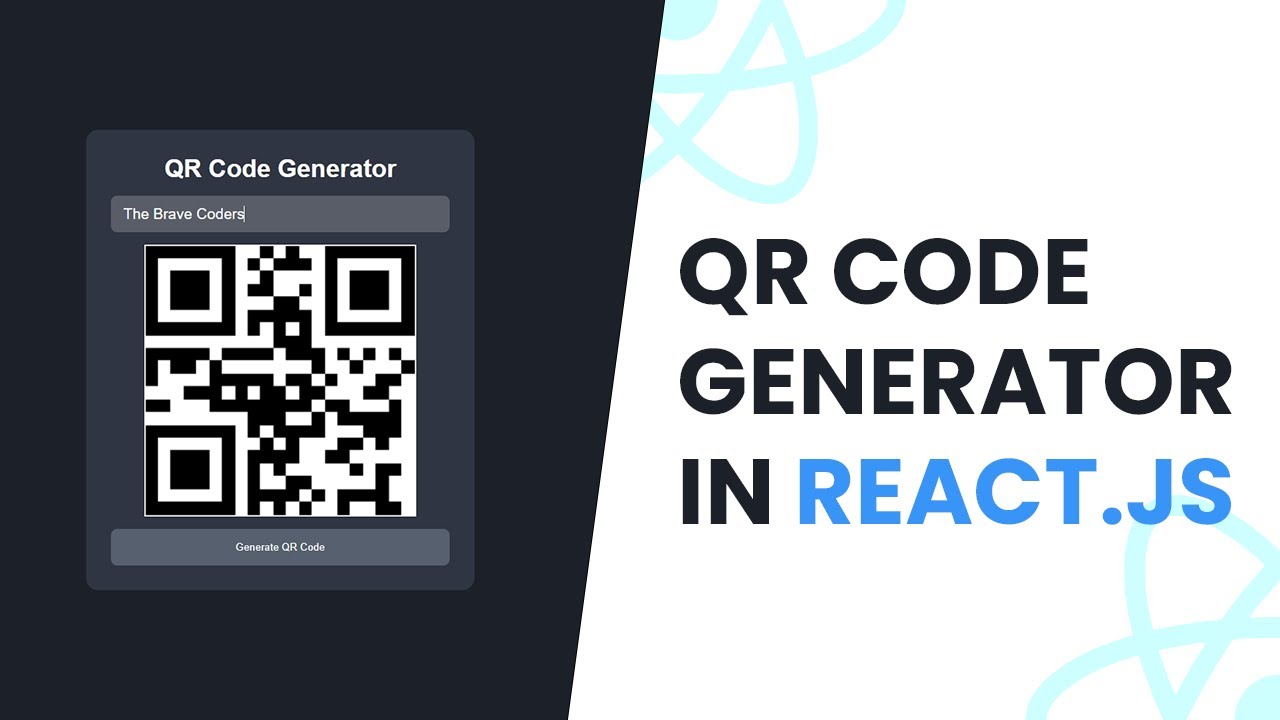 QR Code Generator
The Brave Coders
Generate QR Code
QR CODE
GENERATOR
IN REACT.JS